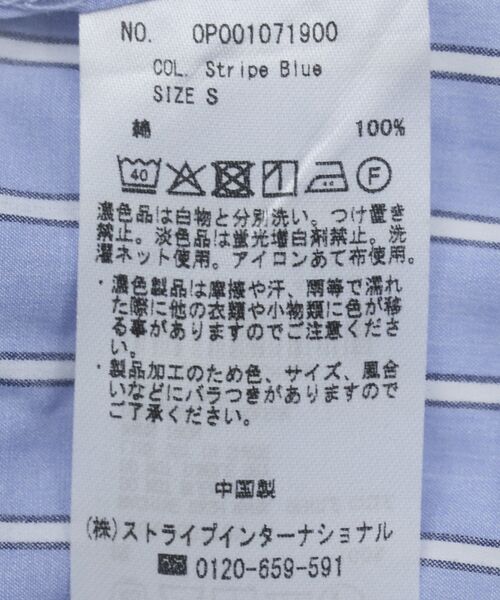 NO. 0P001071900
COL. Stripe Blue
SIZE S
綿 100%
40 F
濃色品は白物と分別洗い。つけ置き
禁止。淡色品は蛍光増白剤禁止。洗
濯ネット使用。アイロンあて布使用。
・濃色製品は摩擦や汗、雨等で濡れ
た際に他の衣類や小物類に色が移
る事がありますのでご注意くださ
い。
・製品加工のため色、サイズ、風合
いなどにバラつきがありますので
ご了承ください。
中国製
(株)ストライプインターナショナル
0120-659-591